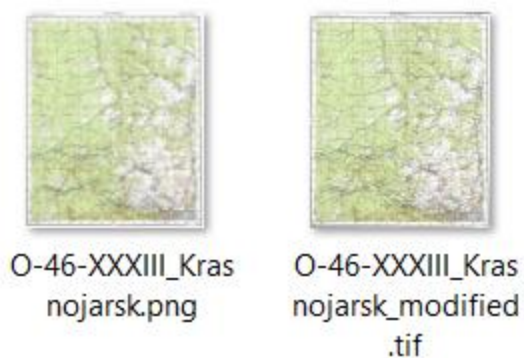 O-46-XXXIII_Kras
nojarsk.png
O-46-XXXIII_Kras
nojarsk_modified
.tif